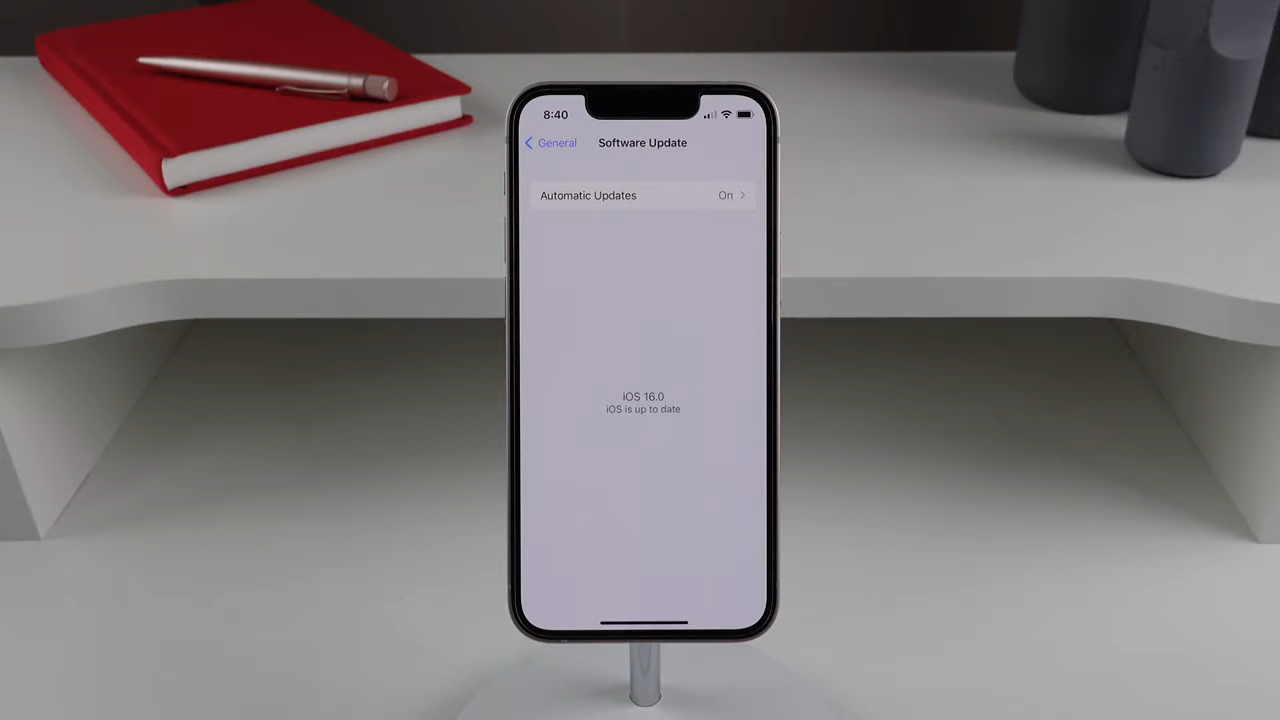 8:40
General
Software Update
Automatic Updates
On
iOS 16.0
iOS is up to date